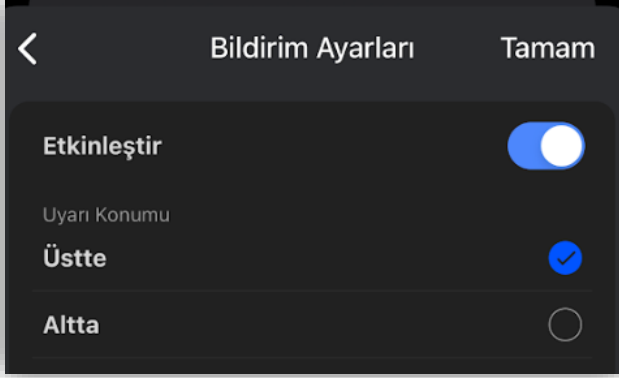 Bildirim Ayarları
Tamam
Etkinleştir
Uyarı Konumu
Üstte
Altta